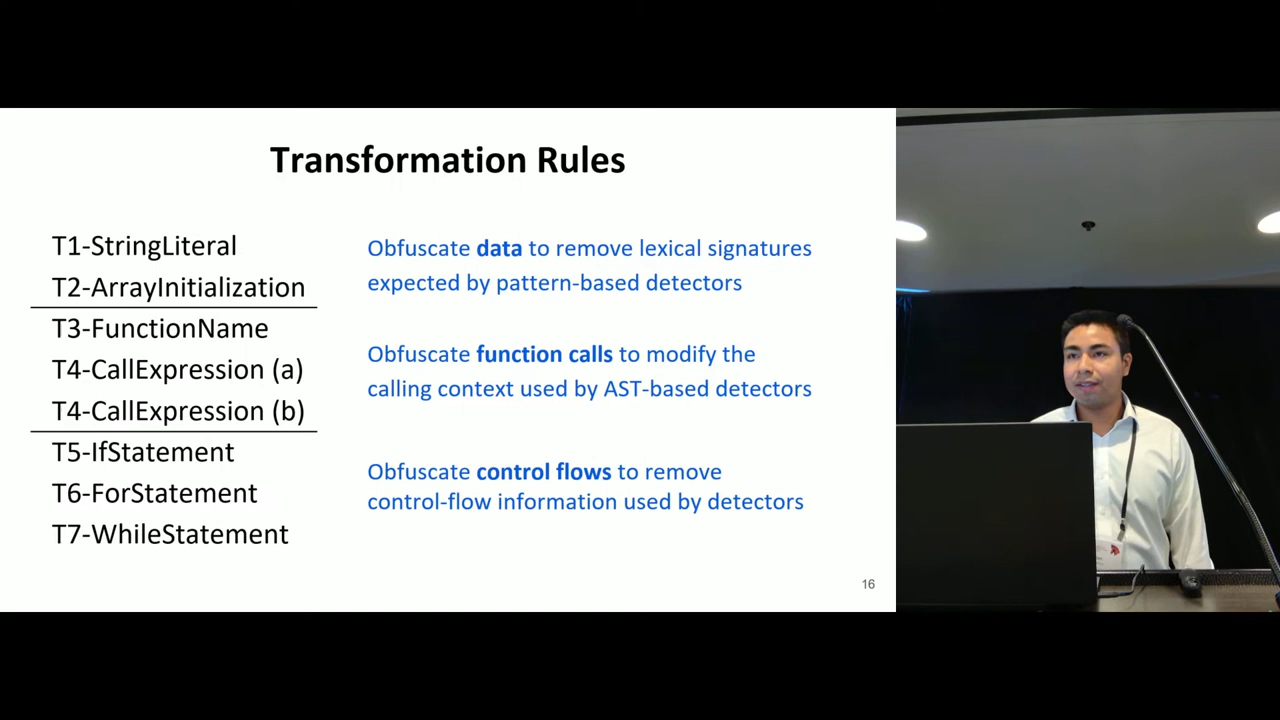 Transformation Rules
T1-StringLiteral
T2-ArrayInitialization
T3-FunctionName
T4-CallExpression (a)
T4-CallExpression (b)
T5-IfStatement
T6-ForStatement
T7-WhileStatement
Obfuscate data to remove lexical signatures
expected by pattern-based detectors
Obfuscate function calls to modify the
calling context used by AST-based detectors
Obfuscate control flows to remove
control-flow information used by detectors
16